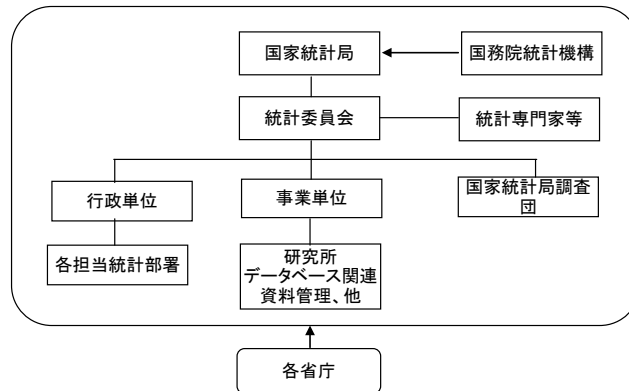 国家統計局
国務院統計機構
統計委員会
統計専門家等
行政単位
事業単位
国家統計局調査
団
各担当統計部署
研究所
データベース関連
資料管理、他
各省庁